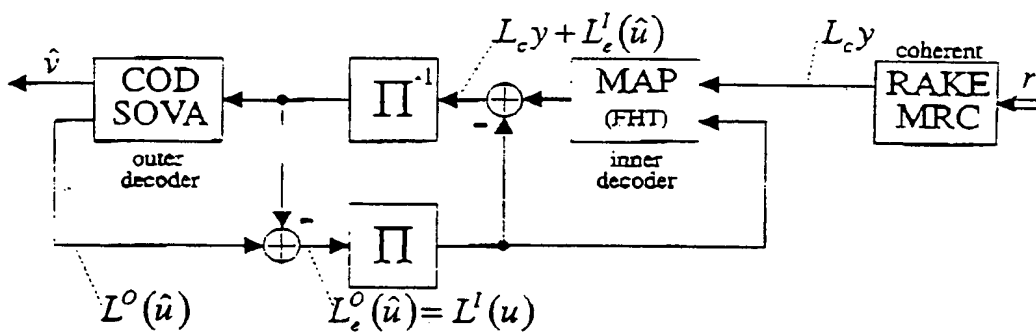 L_c y + L_e^I(û)
L_c y
v̂
COD
SOVA
outer
decoder
Π^-1
-
MAP
(FHT)
inner
decoder
coherent
RAKE
MRC
r
-
Π
L^O(û)
L_e^O(û) = L^I(u)